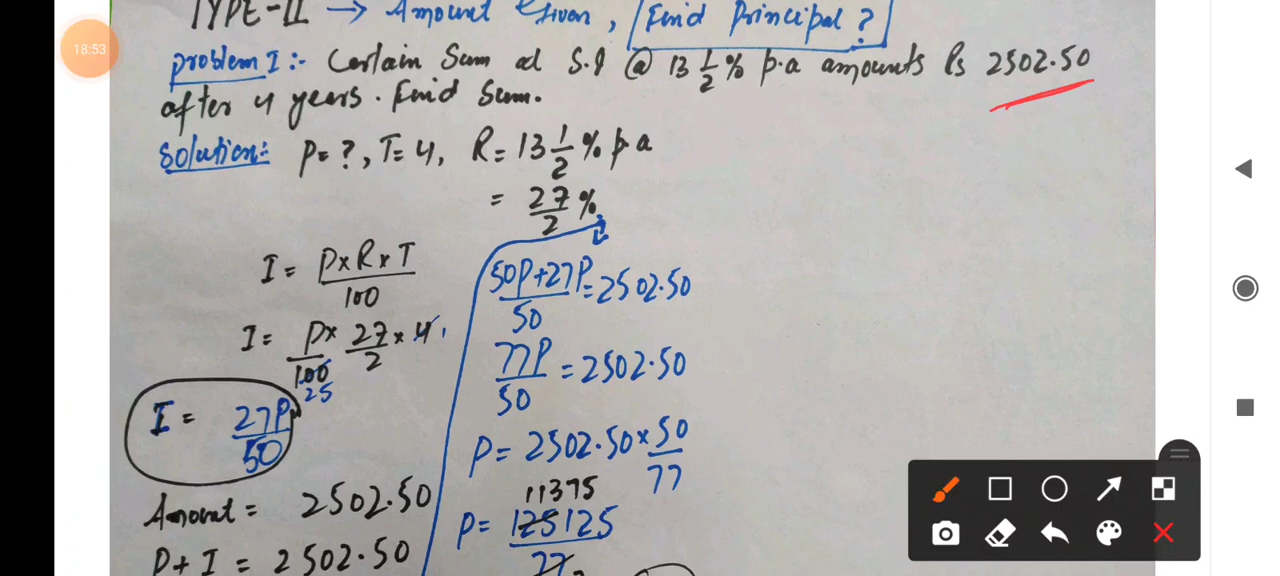 18:53
TYPE-II → Amount Given, Find Principal?
problem I:- Certain Sum at S.I @ 13 1/2 % p.a amounts Rs 2502.50
after 4 years. Find Sum.
Solution:- P= ?, T= 4, R= 13 1/2 % p a
= 27/2 %
I = P×R×T/100
I = P/100 × 27/2 × 4
25
I = 27P/50
Amount = 2502.50
P+ I = 2502.50
50P+27P/50 = 2502.50
77P/50 = 2502.50
P= 2502.50 × 50/77
11375
P= 125125/77